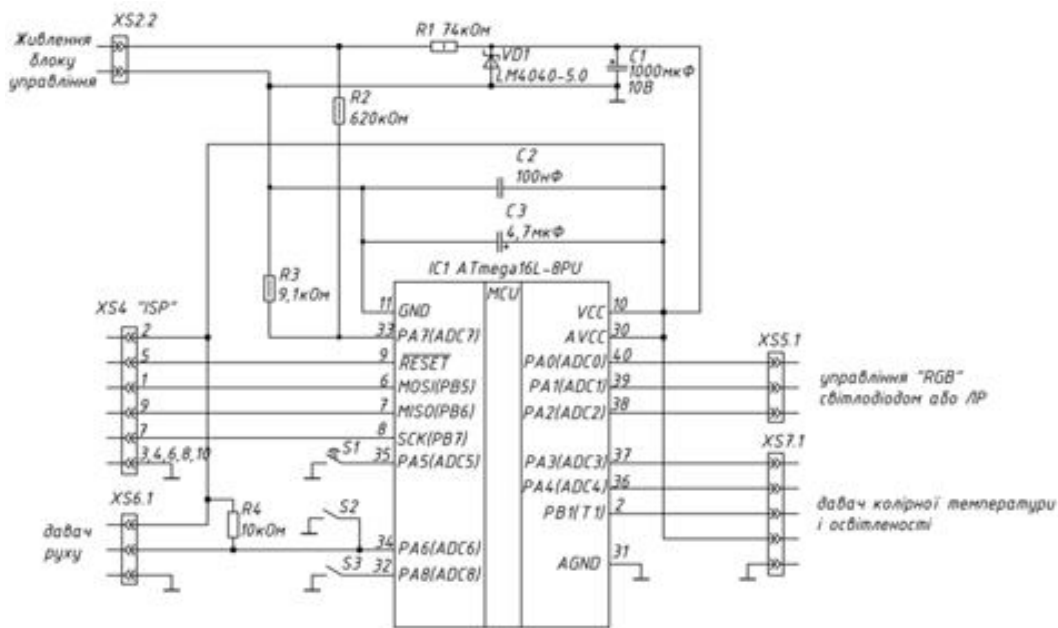 XS2.2
Живлення
блоку
управління
R1 74кОм
VD1
LM4040-5.0
C1
1000мкФ
10В
R2
620кОм
C2
100нФ
C3
4,7мкФ
R3
9,1кОм
IC1 ATmega16L-8PU
MCU
XS4 "ISP"
2
5
1
9
7
3,4,6,8,10
11 GND
33 PA7(ADC7)
9 RESET
6 MOSI(PB5)
7 MISO(PB6)
8 SCK(PB7)
35 PA5(ADC5)
34 PA6(ADC6)
32 PA8(ADC8)
S1
S2
S3
XS6.1
давач
руху
R4
10кОм
VCC 10
AVCC 30
PA0(ADC0) 40
PA1(ADC1) 39
PA2(ADC2) 38
PA3(ADC3) 37
PA4(ADC4) 36
PB1(T1) 2
AGND 31
XS5.1
управління "RGB"
світлодіодом або ЛР
XS7.1
давач колірної температури
і освітленості